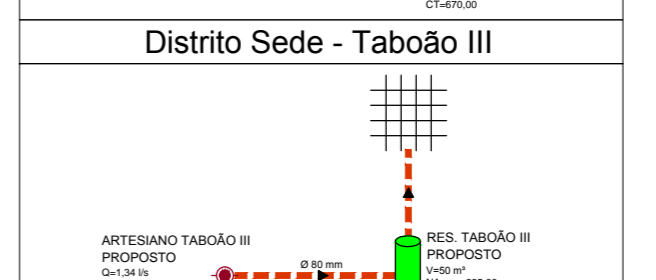 CT=670,00
Distrito Sede - Taboão III
ARTESIANO TABOÃO III
PROPOSTO
Q=1,34 l/s
Ø 80 mm
RES. TABOÃO III
PROPOSTO
V=50 m³